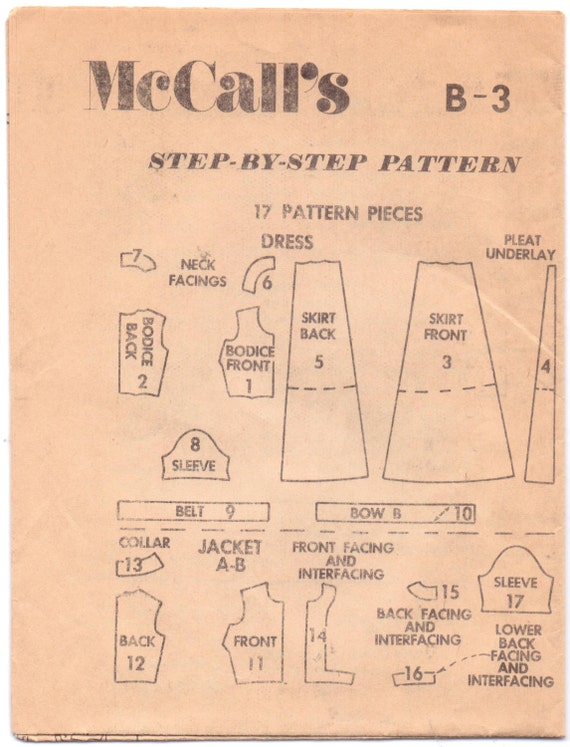 McCall's
B-3
STEP-BY-STEP PATTERN
17 PATTERN PIECES
DRESS
PLEAT
UNDERLAY
7
NECK
FACINGS
6
SKIRT
BACK
5
SKIRT
FRONT
3
4
BODICE
BACK
2
BODICE
FRONT
1
8
SLEEVE
BELT 9
BOW B 10
COLLAR
13
JACKET
A-B
FRONT FACING
AND
INTERFACING
14
15
BACK FACING
AND
INTERFACING
SLEEVE
17
BACK
12
FRONT
11
16
LOWER
BACK
FACING
AND
INTERFACING